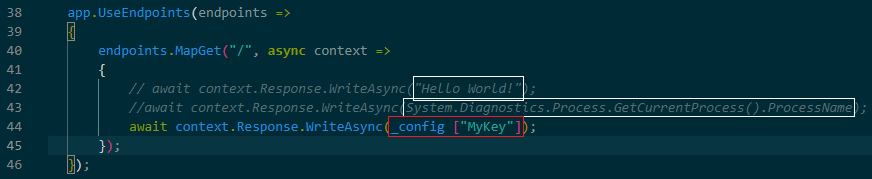 38 app.UseEndpoints(endpoints =>
39 {
40 endpoints.MapGet("/", async context =>
41 {
42 // await context.Response.WriteAsync("Hello World!");
43 //await context.Response.WriteAsync(System.Diagnostics.Process.GetCurrentProcess().ProcessName);
44 await context.Response.WriteAsync(_config ["MyKey"]);
45 });
46 });